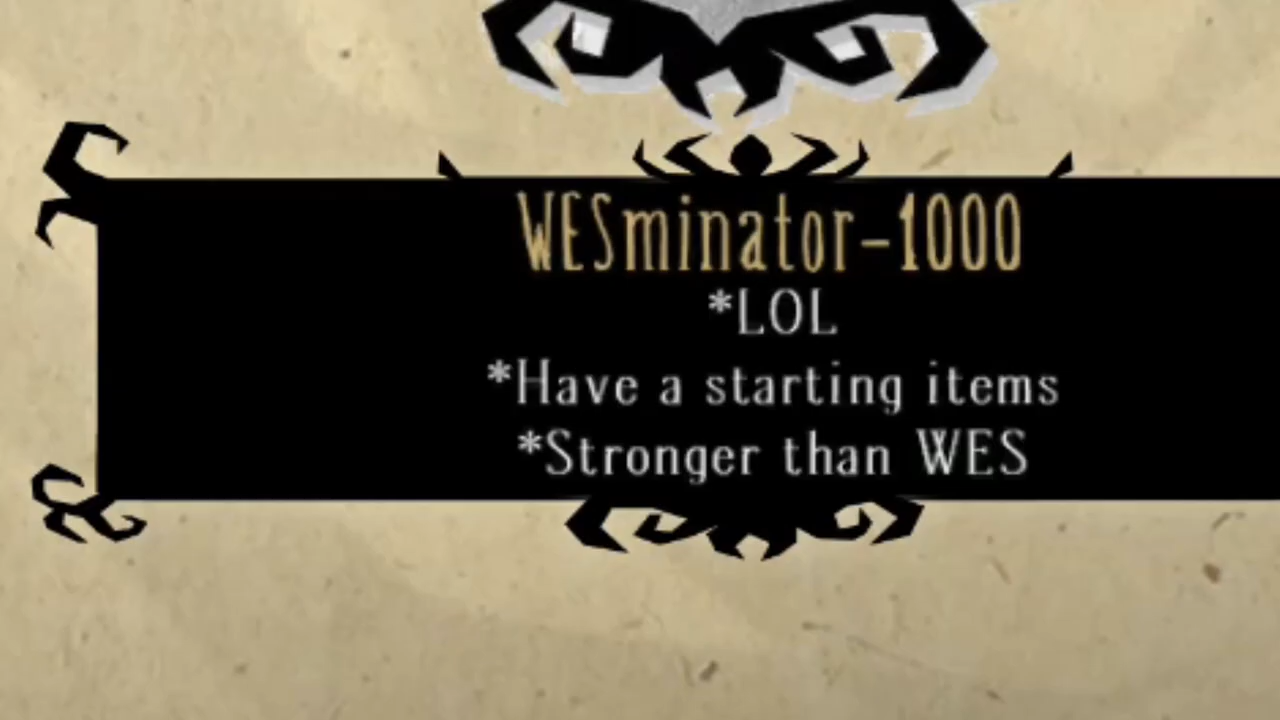 WESminator-1000
*LOL
*Have a starting items
*Stronger than WES